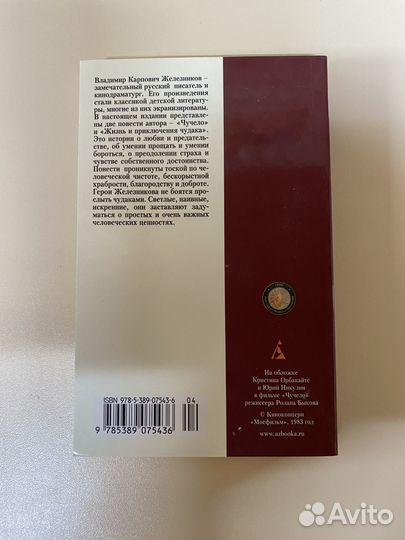 Владимир Карпович Железников –
замечательный русский писатель и
кинодраматург. Его произведения
стали классикой детской литерату-
ры, многие из них экранизированы.
В настоящем издании представле-
ны две повести автора – «Чучело»
и «Жизнь и приключения чудака».
Это история о любви и предатель-
стве, об умении прощать и умении
бороться, о преодолении страха и
чувстве собственного достоинства.
Повести проникнуты тоской по че-
ловеческой чистоте, бескорыстной
храбрости, благородству и доброте.
Герои Железникова не боятся про-
слыть чудаками. Светлые, наивные,
искренние, они заставляют заду-
маться о простых и очень важных
человеческих ценностях.
На обложке
Кристина Орбакайте
и Юрий Никулин
в фильме «Чучело»
режиссера Ролана Быкова
© Киноконцерн
«Мосфильм», 1983 год
www.azbooka.ru
ISBN 978-5-389-07543-6
04
9 785389 075436
Avito